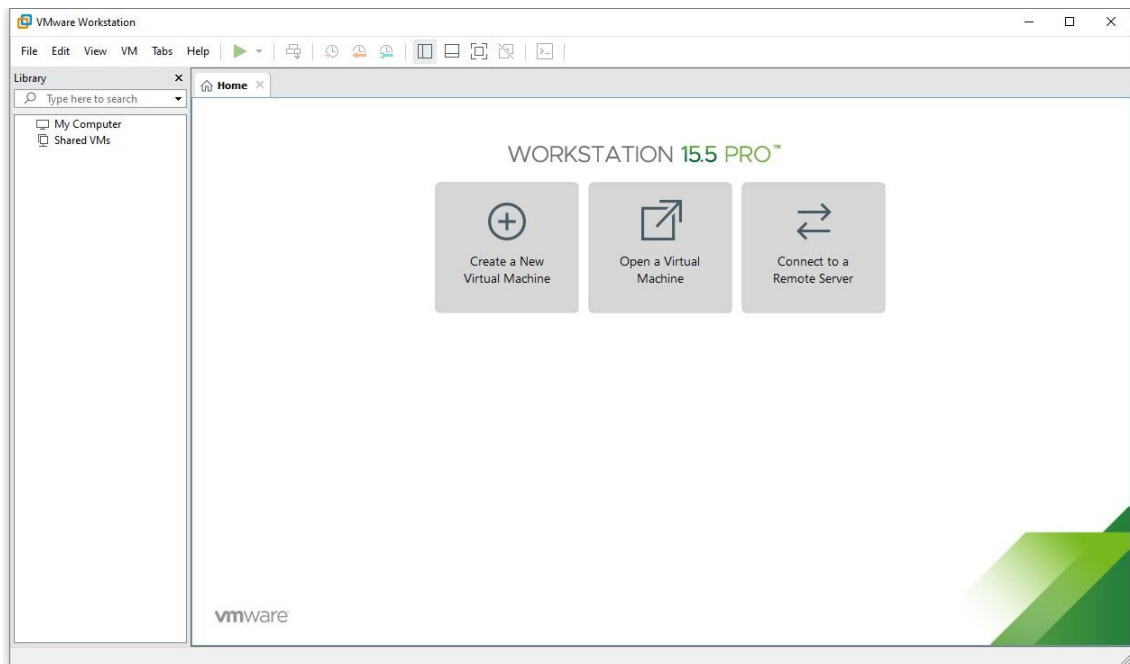 VMware Workstation
File Edit View VM Tabs Help
Library
Type here to search
My Computer
Shared VMs
Home
WORKSTATION 15.5 PRO™
Create a New
Virtual Machine
Open a Virtual
Machine
Connect to a
Remote Server
vmware